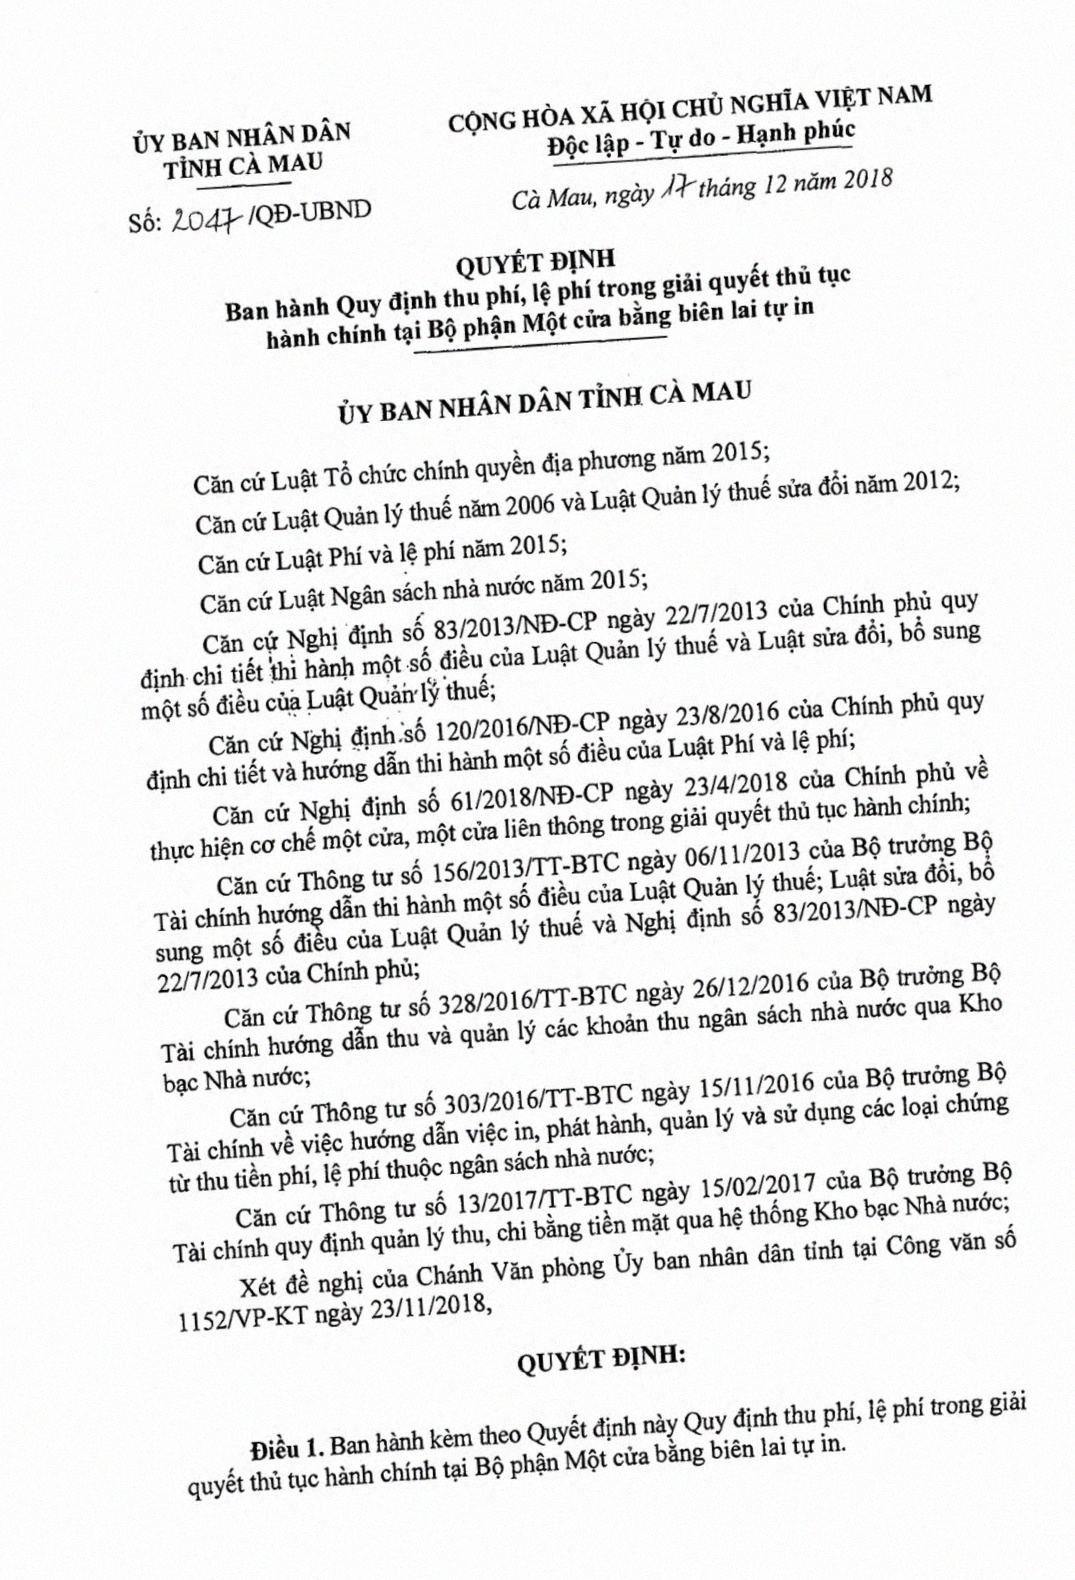 ỦY BAN NHÂN DÂN
TỈNH CÀ MAU
CỘNG HÒA XÃ HỘI CHỦ NGHĨA VIỆT NAM
Độc lập - Tự do - Hạnh phúc
Số: 2047/QĐ-UBND
Cà Mau, ngày 17 tháng 12 năm 2018
QUYẾT ĐỊNH
Ban hành Quy định thu phí, lệ phí trong giải quyết thủ tục
hành chính tại Bộ phận Một cửa bằng biên lai tự in
ỦY BAN NHÂN DÂN TỈNH CÀ MAU
Căn cứ Luật Tổ chức chính quyền địa phương năm 2015;
Căn cứ Luật Quản lý thuế năm 2006 và Luật Quản lý thuế sửa đổi năm 2012;
Căn cứ Luật Phí và lệ phí năm 2015;
Căn cứ Luật Ngân sách nhà nước năm 2015;
Căn cứ Nghị định số 83/2013/NĐ-CP ngày 22/7/2013 của Chính phủ quy
định chi tiết thi hành một số điều của Luật Quản lý thuế và Luật sửa đổi, bổ sung
một số điều của Luật Quản lý thuế;
Căn cứ Nghị định số 120/2016/NĐ-CP ngày 23/8/2016 của Chính phủ quy
định chi tiết và hướng dẫn thi hành một số điều của Luật Phí và lệ phí;
Căn cứ Nghị định số 61/2018/NĐ-CP ngày 23/4/2018 của Chính phủ về
thực hiện cơ chế một cửa, một cửa liên thông trong giải quyết thủ tục hành chính;
Căn cứ Thông tư số 156/2013/TT-BTC ngày 06/11/2013 của Bộ trưởng Bộ
Tài chính hướng dẫn thi hành một số điều của Luật Quản lý thuế; Luật sửa đổi, bổ
sung một số điều của Luật Quản lý thuế và Nghị định số 83/2013/NĐ-CP ngày
22/7/2013 của Chính phủ;
Căn cứ Thông tư số 328/2016/TT-BTC ngày 26/12/2016 của Bộ trưởng Bộ
Tài chính hướng dẫn thu và quản lý các khoản thu ngân sách nhà nước qua Kho
bạc Nhà nước;
Căn cứ Thông tư số 303/2016/TT-BTC ngày 15/11/2016 của Bộ trưởng Bộ
Tài chính về việc hướng dẫn việc in, phát hành, quản lý và sử dụng các loại chứng
từ thu tiền phí, lệ phí thuộc ngân sách nhà nước;
Căn cứ Thông tư số 13/2017/TT-BTC ngày 15/02/2017 của Bộ trưởng Bộ
Tài chính quy định quản lý thu, chi bằng tiền mặt qua hệ thống Kho bạc Nhà nước;
Xét đề nghị của Chánh Văn phòng Ủy ban nhân dân tỉnh tại Công văn số
1152/VP-KT ngày 23/11/2018,
QUYẾT ĐỊNH:
Điều 1. Ban hành kèm theo Quyết định này Quy định thu phí, lệ phí trong giải
quyết thủ tục hành chính tại Bộ phận Một cửa bằng biên lai tự in.